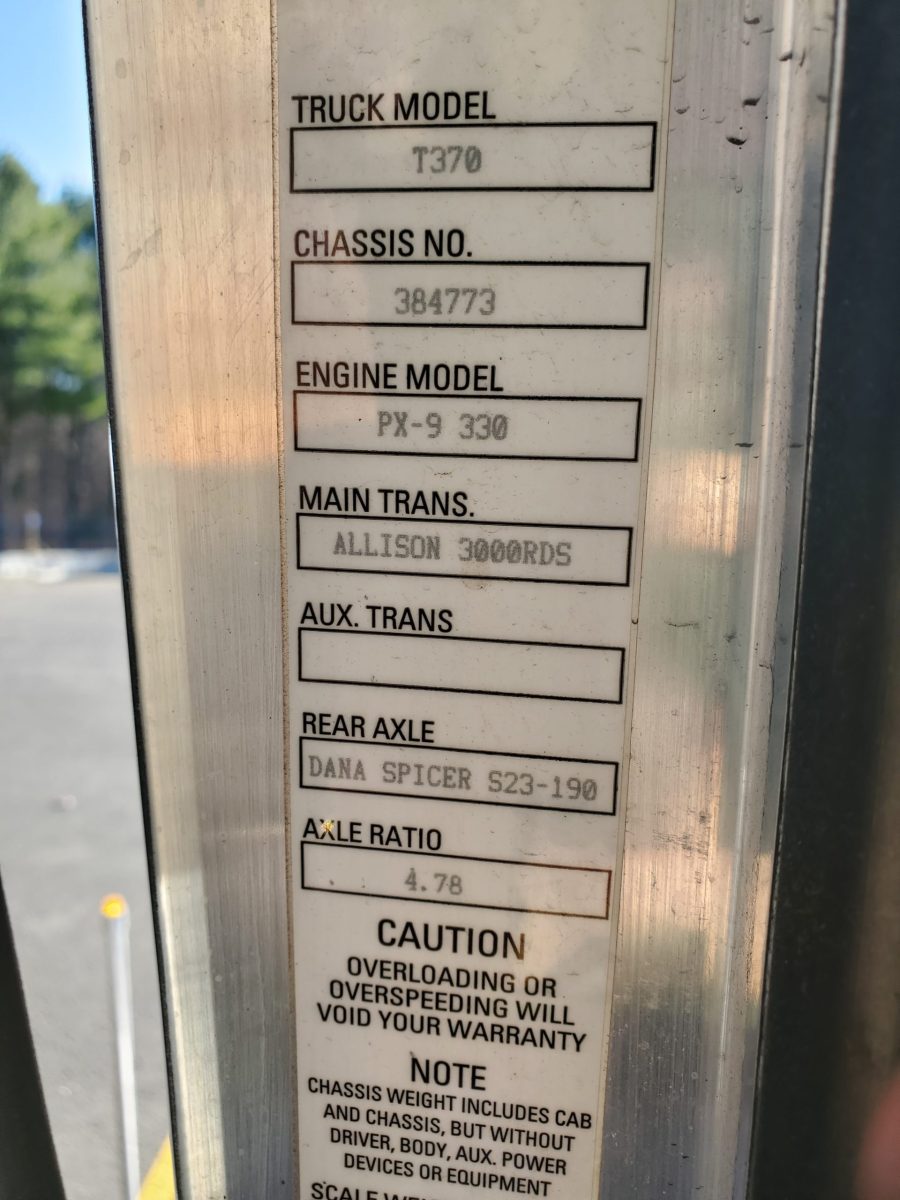 TRUCK MODEL
T370
CHASSIS NO.
384773
ENGINE MODEL
PX-9 330
MAIN TRANS.
ALLISON 3000RDS
AUX. TRANS
REAR AXLE
DANA SPICER S23-190
AXLE RATIO
4.78
CAUTION
OVERLOADING OR
OVERSPEEDING WILL
VOID YOUR WARRANTY
NOTE
CHASSIS WEIGHT INCLUDES CAB
AND CHASSIS, BUT WITHOUT
DRIVER, BODY, AUX. POWER
DEVICES OR EQUIPMENT
SCALE